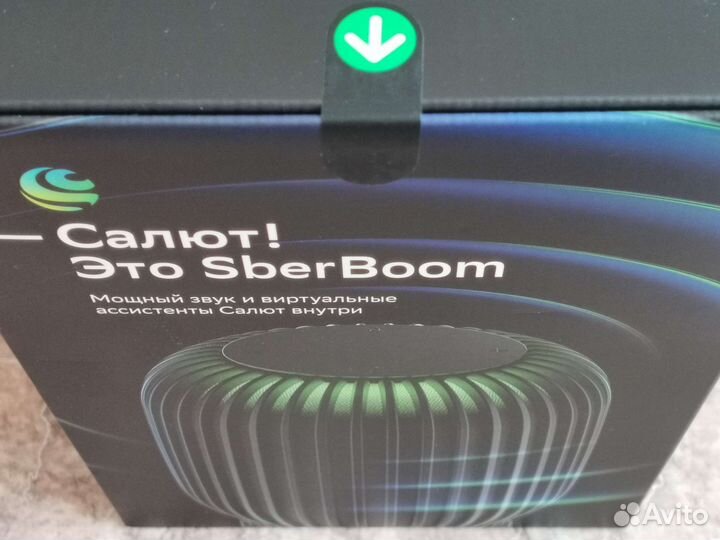 — Салют!
Это SberBoom
Мощный звук и виртуальные
ассистенты Салют внутри
Avito